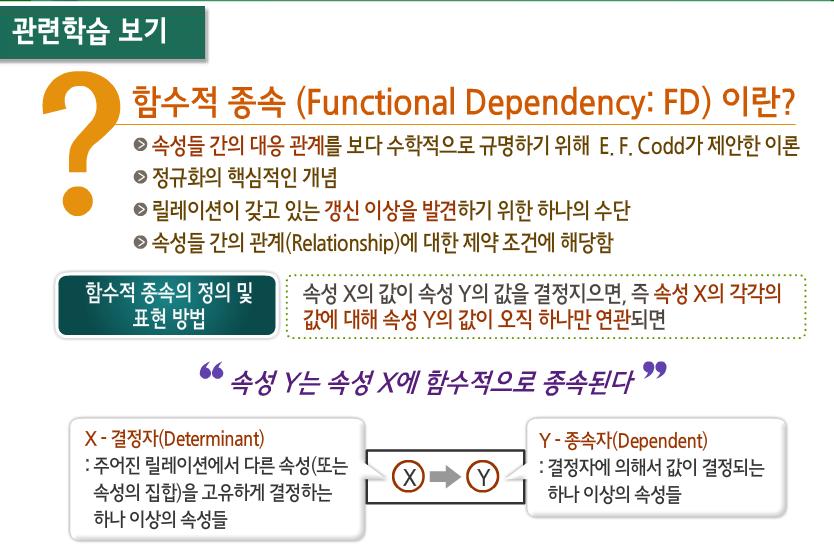 관련학습 보기
?
함수적 종속 (Functional Dependency: FD) 이란?
속성들 간의 대응 관계를 보다 수학적으로 규명하기 위해 E. F. Codd가 제안한 이론
정규화의 핵심적인 개념
릴레이션이 갖고 있는 갱신 이상을 발견하기 위한 하나의 수단
속성들 간의 관계(Relationship)에 대한 제약 조건에 해당함
함수적 종속의 정의 및
표현 방법
속성 X의 값이 속성 Y의 값을 결정지으면, 즉 속성 X의 각각의
값에 대해 속성 Y의 값이 오직 하나만 연관되면
“ 속성 Y는 속성 X에 함수적으로 종속된다 ”
X - 결정자(Determinant)
: 주어진 릴레이션에서 다른 속성(또는
속성의 집합)을 고유하게 결정하는
하나 이상의 속성들
X → Y
Y - 종속자(Dependent)
: 결정자에 의해서 값이 결정되는
하나 이상의 속성들